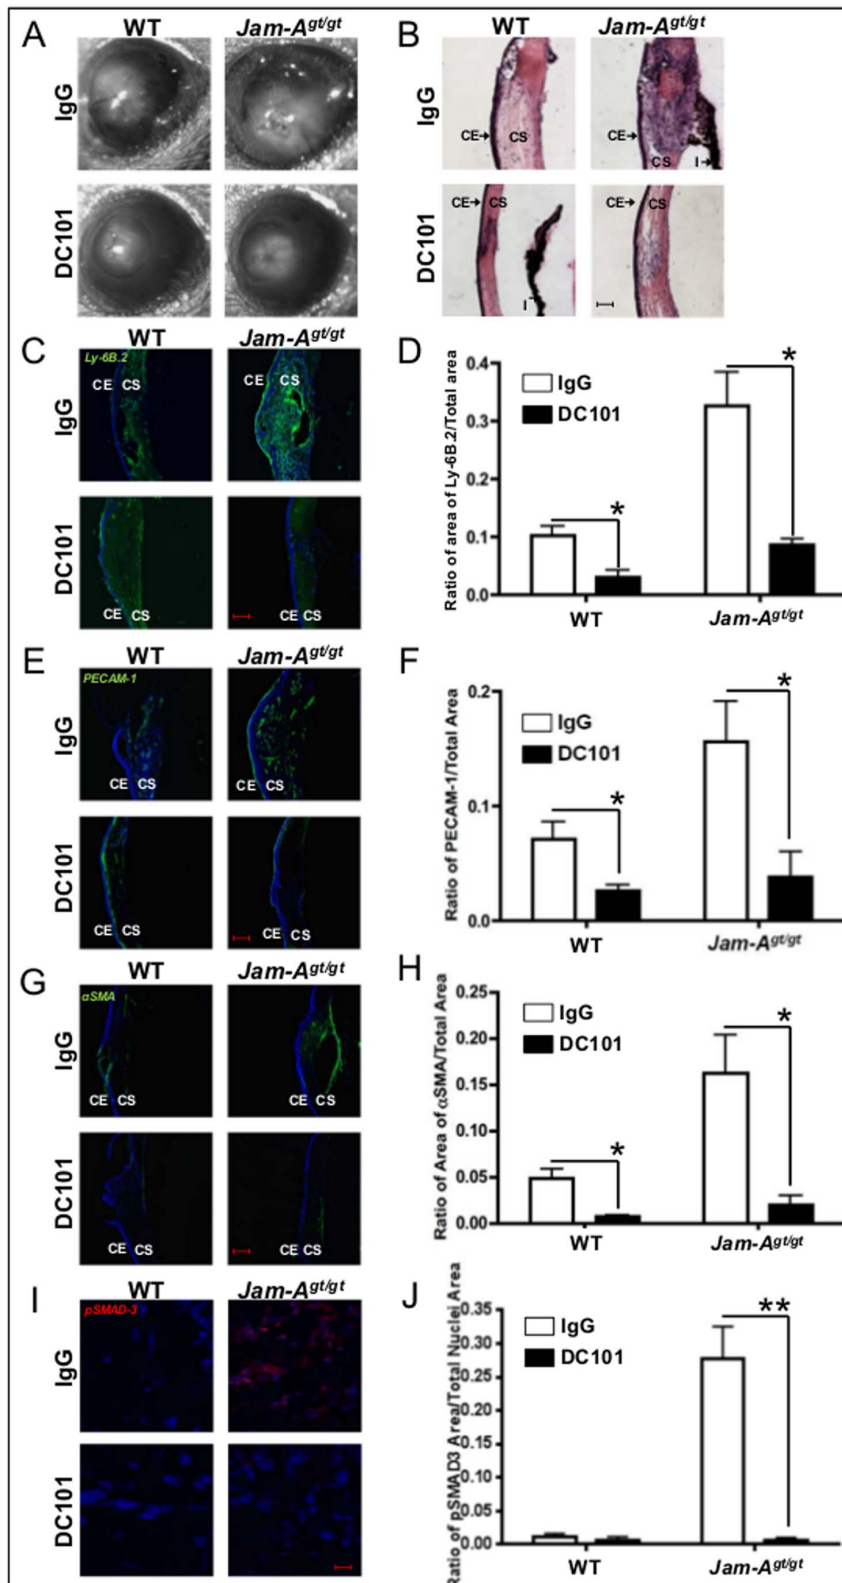 A
WT
Jam-Agt/gt
IgG
DC101
B
WT
Jam-Agt/gt
IgG
CE
CS
CS
I
DC101
CE
CS
I
CE
CS
C
WT
Jam-Agt/gt
IgG
Ly-6B.2
CE CS
CE CS
DC101
CE CS
CE CS
D
Ratio of area of Ly-6B.2/Total area
0.4
0.3
0.2
0.1
0.0
IgG
DC101
*
*
WT
Jam-Agt/gt
E
WT
Jam-Agt/gt
IgG
PECAM-1
CE CS
CE CS
DC101
CE CS
CE CS
F
Ratio of PECAM-1/Total Area
0.2
0.1
0.0
IgG
DC101
*
*
WT
Jam-Agt/gt
G
WT
Jam-Agt/gt
IgG
αSMA
CE CS
CE CS
DC101
CE CS
CE CS
H
Ratio of Area of αSMA/Total Area
0.25
0.20
0.15
0.10
0.05
0.00
IgG
DC101
*
*
WT
Jam-Agt/gt
I
WT
Jam-Agt/gt
IgG
pSMAD-3
DC101
J
Ratio of pSMAD3 Area/Total Nuclei Area
0.35
0.30
0.25
0.20
0.15
0.10
0.05
0.00
IgG
DC101
**
WT
Jam-Agt/gt